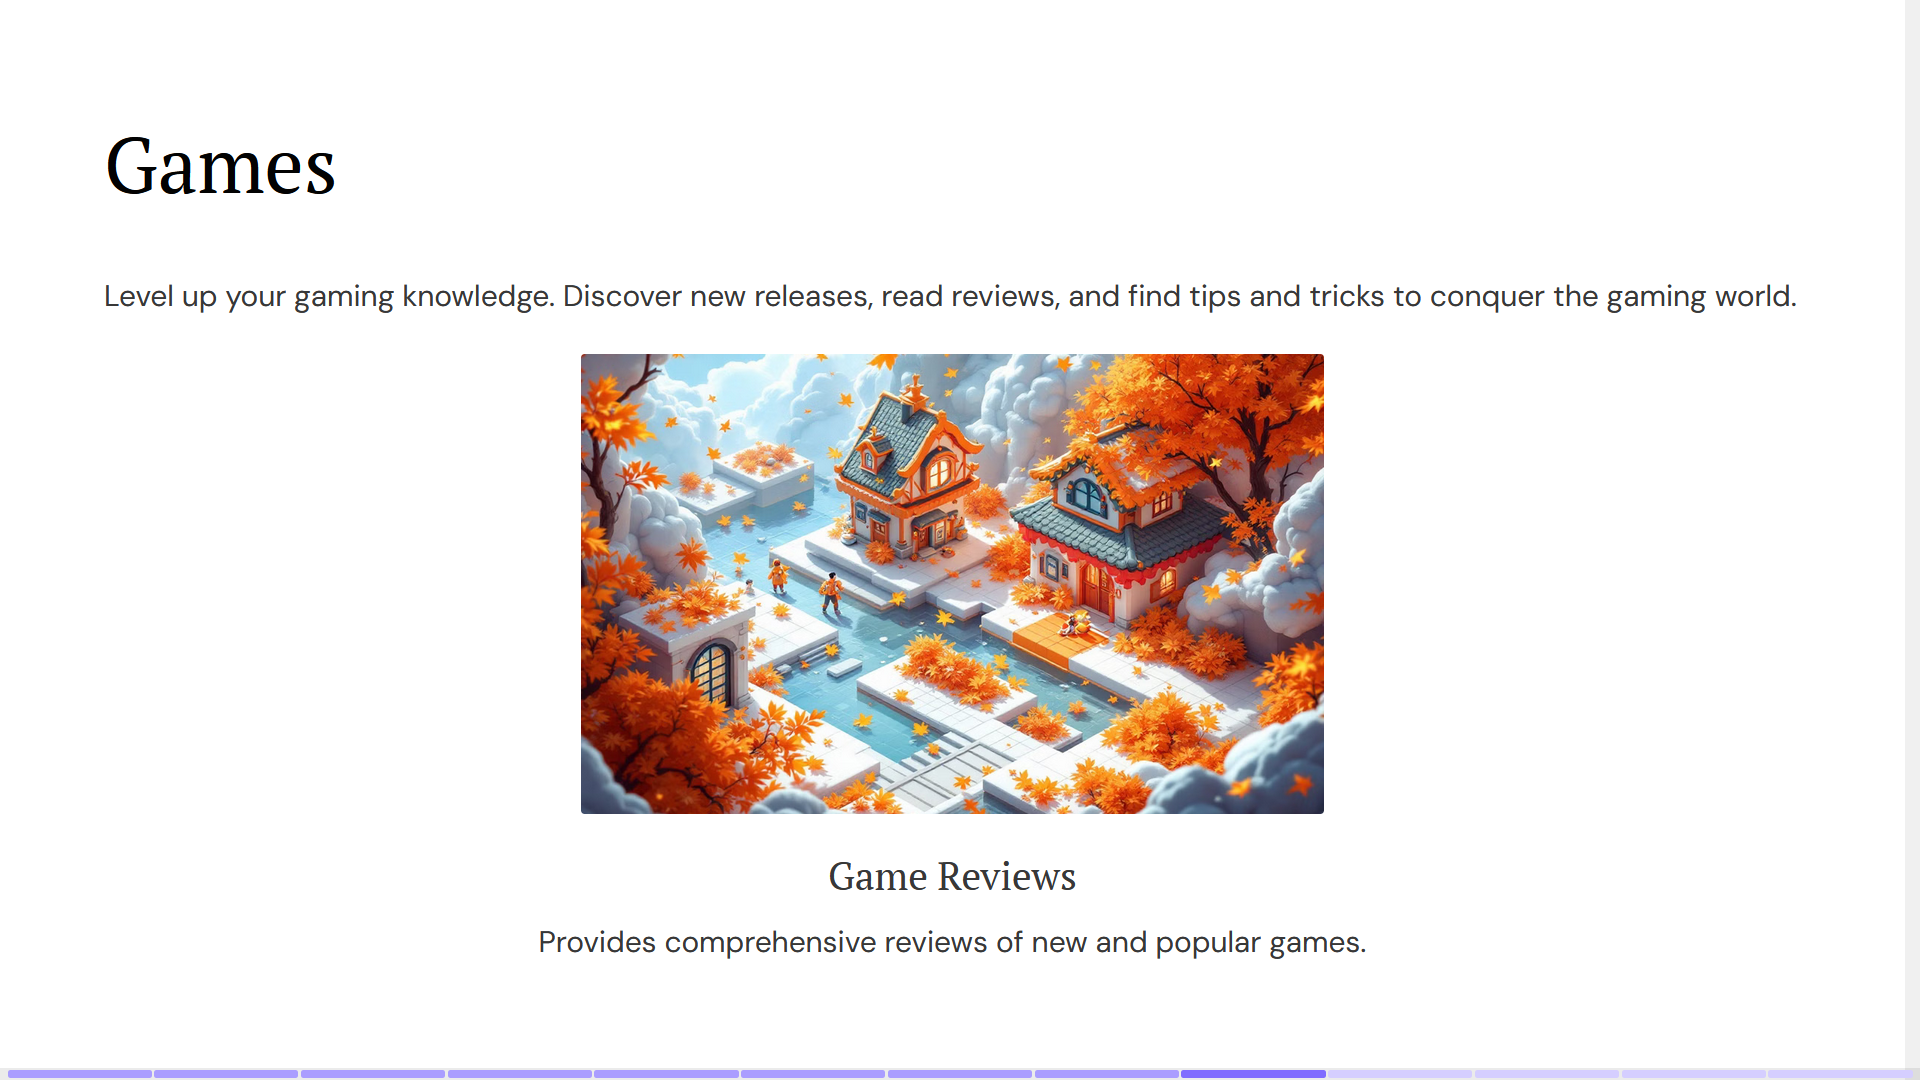 Games
Level up your gaming knowledge. Discover new releases, read reviews, and find tips and tricks to conquer the gaming world.
Game Reviews
Provides comprehensive reviews of new and popular games.